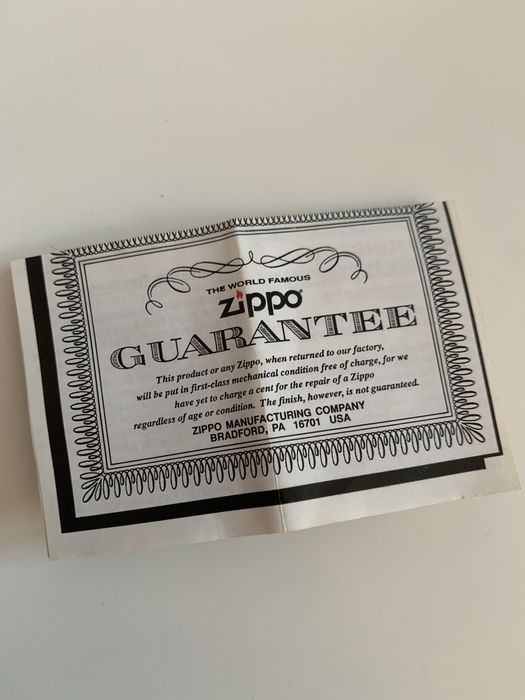 THE WORLD FAMOUS
zippo®
GUARANTEE
This product or any Zippo, when returned to our factory,
will be put in first-class mechanical condition free of charge, for we
have yet to charge a cent for the repair of a Zippo
regardless of age or condition. The finish, however, is not guaranteed.
ZIPPO MANUFACTURING COMPANY
BRADFORD, PA 16701 USA